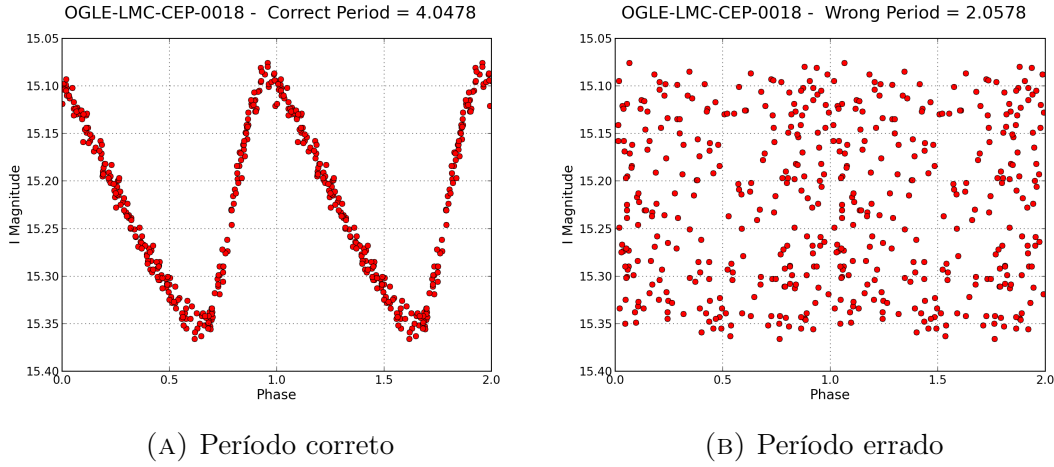 OGLE-LMC-CEP-0018 - Correct Period = 4.0478
15.05
15.10
15.15
15.20
15.25
15.30
15.35
15.40
I Magnitude
0.0 0.5 1.0 1.5 2.0
Phase
(A) Período correto
OGLE-LMC-CEP-0018 - Wrong Period = 2.0578
15.05
15.10
15.15
15.20
15.25
15.30
15.35
15.40
I Magnitude
0.0 0.5 1.0 1.5 2.0
Phase
(B) Período errado